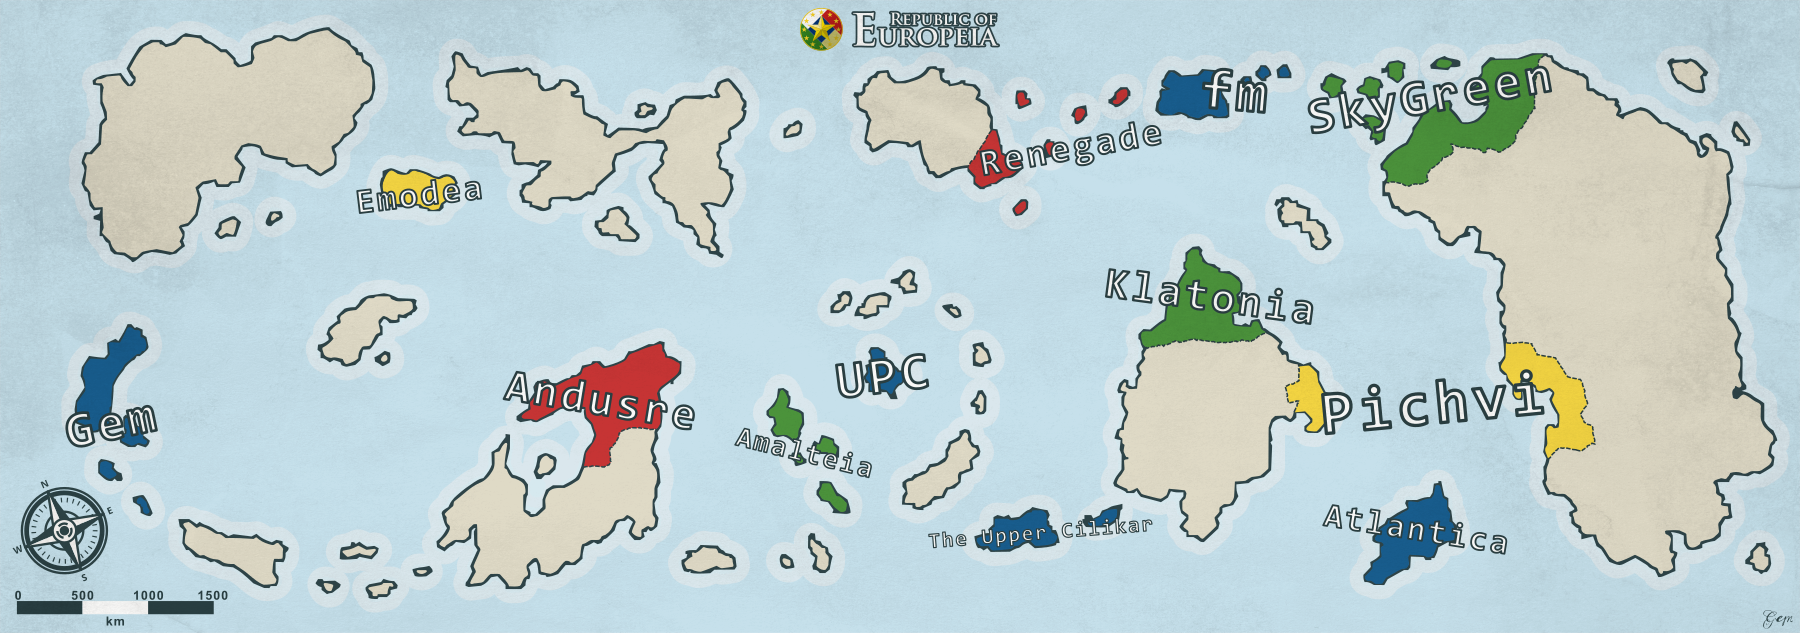 REPUBLIC OF
EUROPEIA
fm
SkyGreen
Renegade
Emodea
Klatonia
UPC
Andusre
Pichvi
Gem
Amalteia
The Upper Cilikar
Atlantica
N
E
W
S
0 500 1000 1500
km
Gem